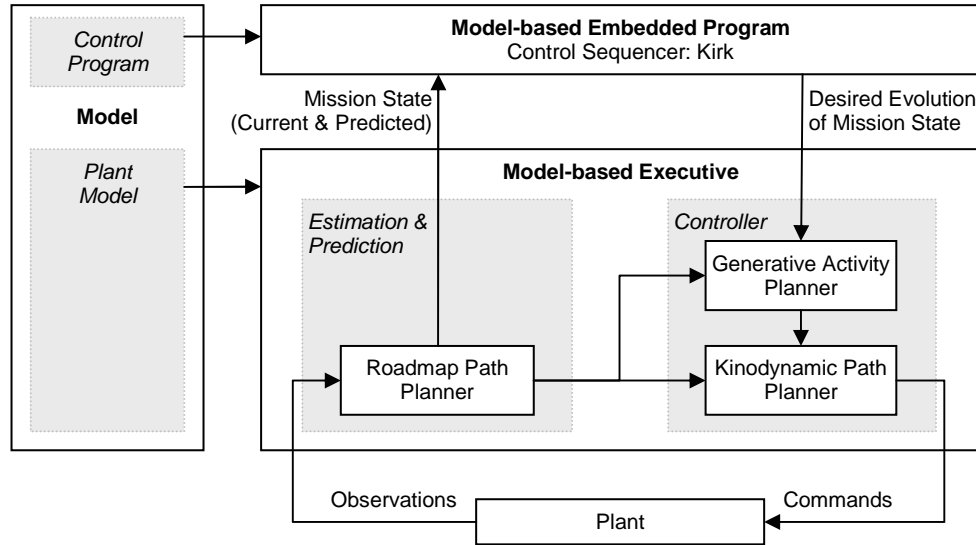 Control
Program
Model
Plant
Model
Model-based Embedded Program
Control Sequencer: Kirk
Mission State
(Current & Predicted)
Desired Evolution
of Mission State
Model-based Executive
Estimation &
Prediction
Controller
Generative Activity
Planner
Roadmap Path
Planner
Kinodynamic Path
Planner
Observations
Commands
Plant